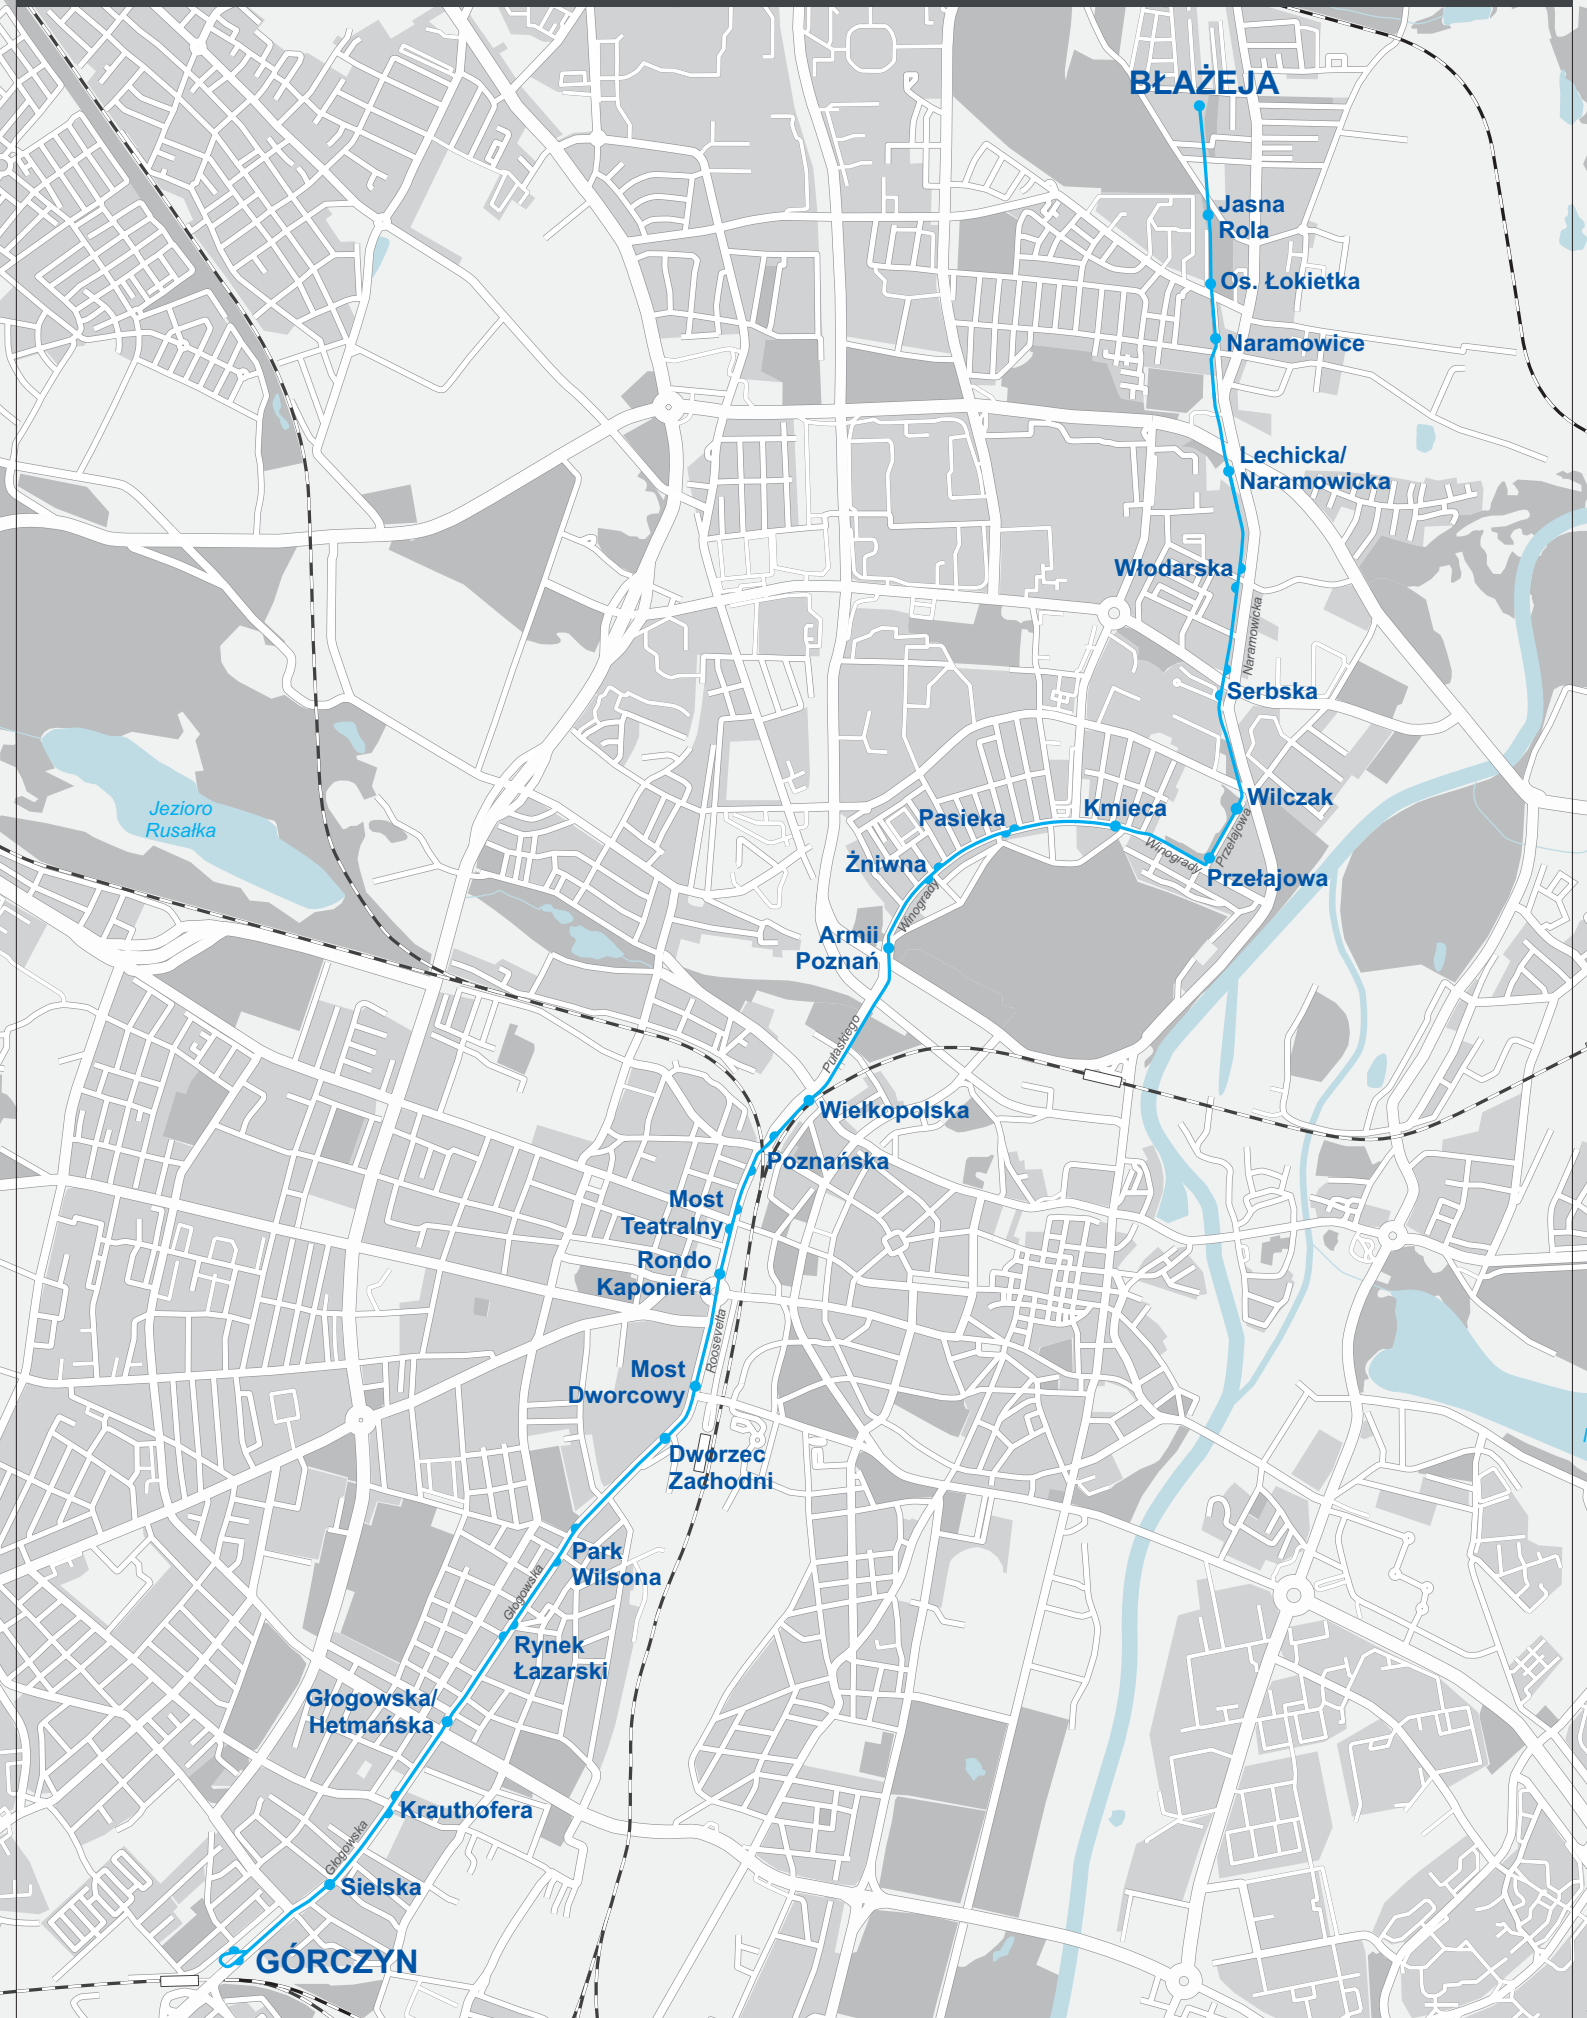 BŁAŻEJA
Jasna
Rola
Os. Łokietka
Naramowice
Lechicka/
Naramowicka
Włodarska
Naramowicka
Serbska
Wilczak
Przełajowa
Kmieca
Pasieka
Winogrady
Przełajowa
Żniwna
Winogrady
Jezioro
Rusałka
Armii
Poznań
Pułaskiego
Wielkopolska
Poznańska
Most
Teatralny
Rondo
Kaponiera
Roosevelta
Most
Dworcowy
Dworzec
Zachodni
Park
Wilsona
Głogowska
Rynek
Łazarski
Głogowska/
Hetmańska
Krauthofera
Głogowska
Sielska
GÓRCZYN